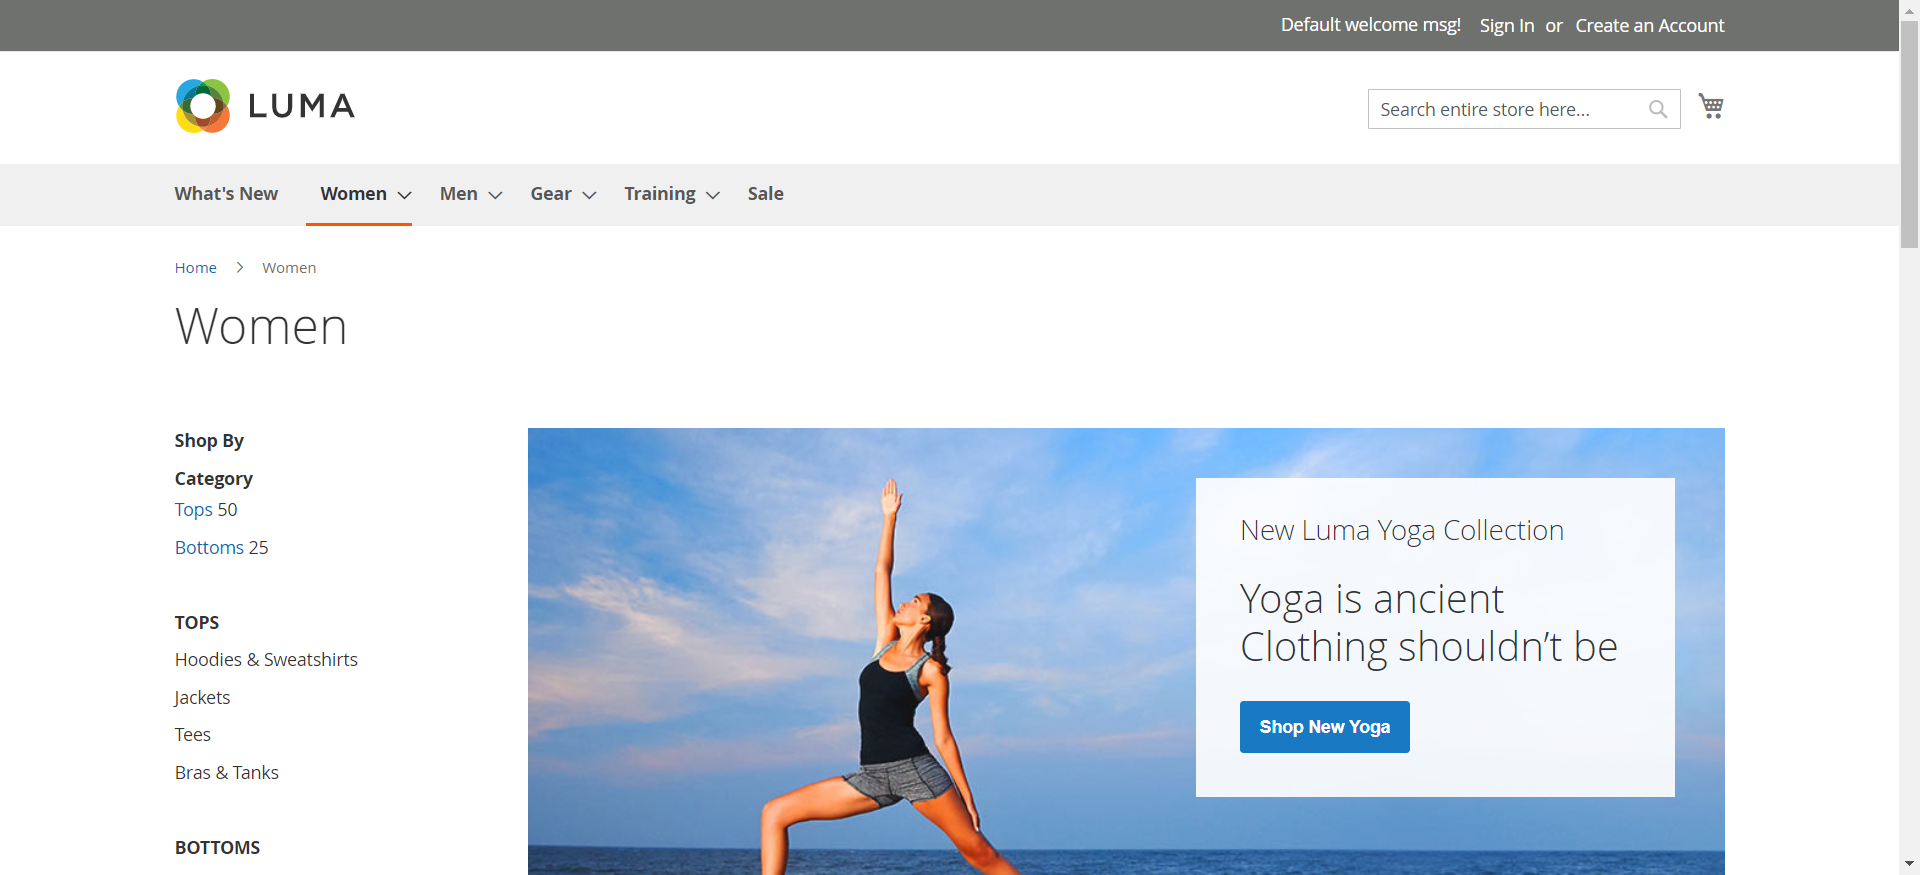 Default welcome msg! Sign In or Create an Account
LUMA
Search entire store here...
What's New Women Men Gear Training Sale
Home Women
Women
Shop By
Category
Tops 50
Bottoms 25
TOPS
Hoodies & Sweatshirts
Jackets
Tees
Bras & Tanks
BOTTOMS
New Luma Yoga Collection
Yoga is ancient
Clothing shouldn’t be
Shop New Yoga